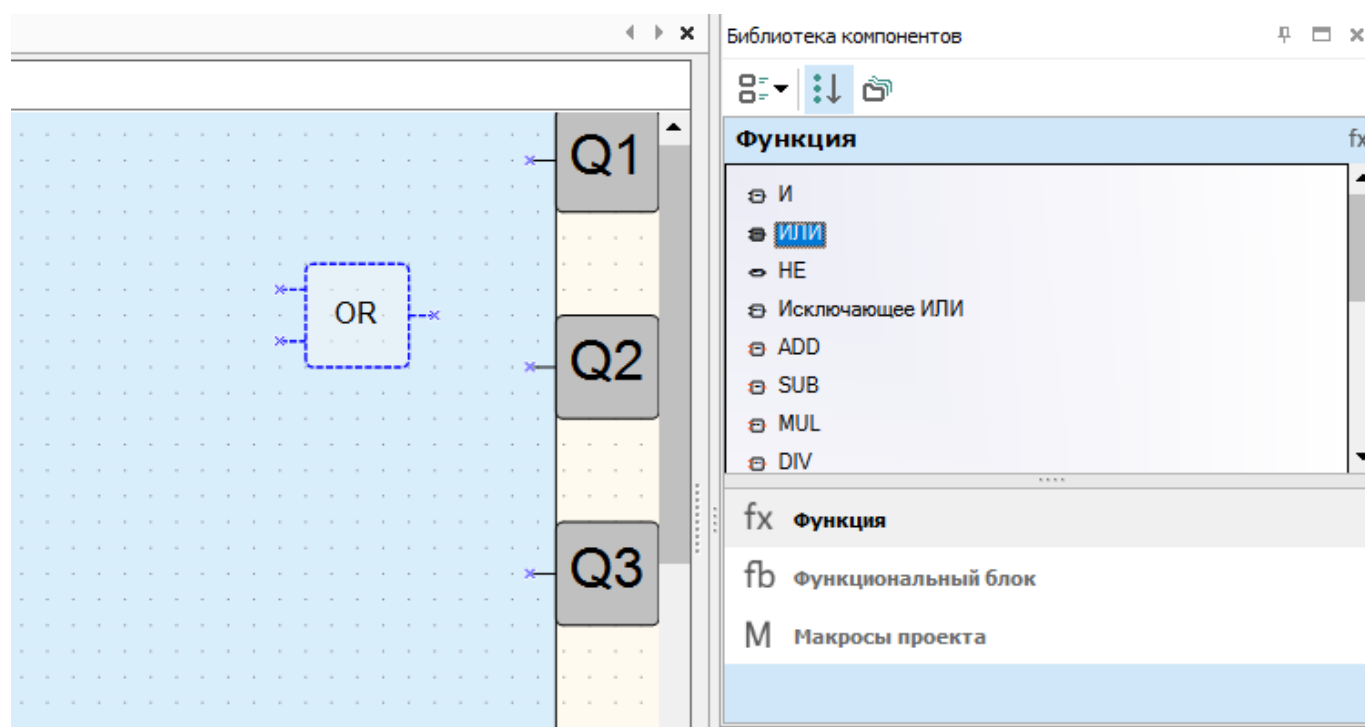 Библиотека компонентов
Функция
fx
И
ИЛИ
НЕ
Исключающее ИЛИ
ADD
SUB
MUL
DIV
fx Функция
fb Функциональный блок
M Макросы проекта
Q1
OR
Q2
Q3